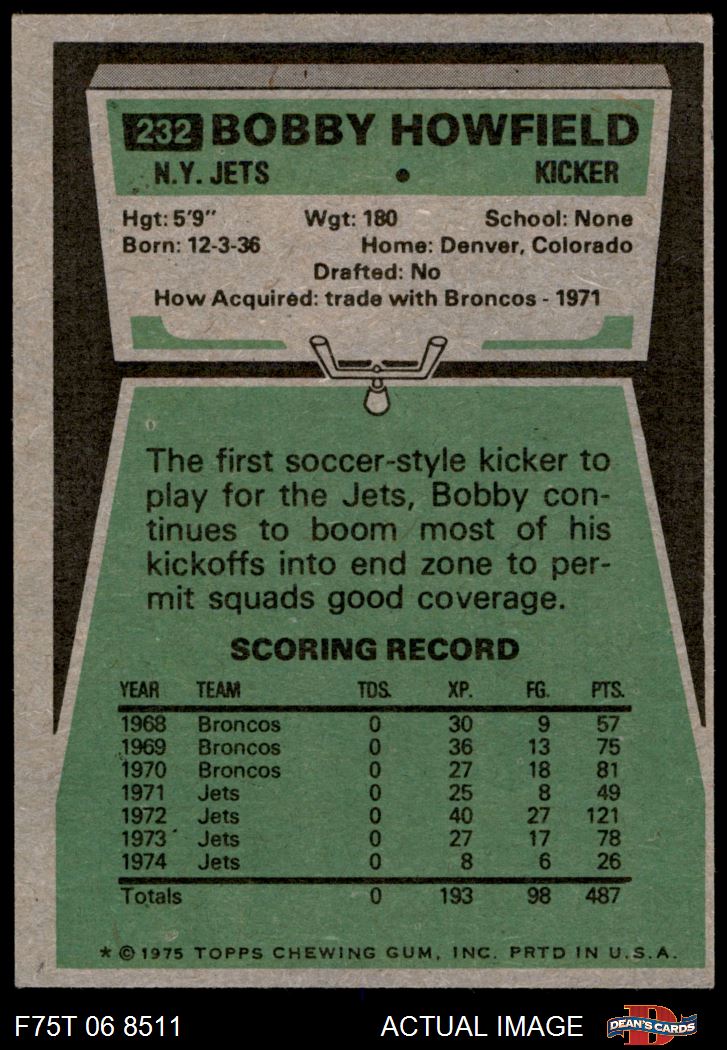 232 BOBBY HOWFIELD
N.Y. JETS • KICKER
Hgt: 5'9" Wgt: 180 School: None
Born: 12-3-36 Home: Denver, Colorado
Drafted: No
How Acquired: trade with Broncos - 1971
The first soccer-style kicker to
play for the Jets, Bobby con-
tinues to boom most of his
kickoffs into end zone to per-
mit squads good coverage.
SCORING RECORD
YEAR TEAM TDS. XP. FG. PTS.
1968 Broncos 0 30 9 57
1969 Broncos 0 36 13 75
1970 Broncos 0 27 18 81
1971 Jets 0 25 8 49
1972 Jets 0 40 27 121
1973 Jets 0 27 17 78
1974 Jets 0 8 6 26
Totals 0 193 98 487
* © 1975 TOPPS CHEWING GUM, INC. PRTD IN U.S.A.
F75T 06 8511 ACTUAL IMAGE DEAN'S CARDS